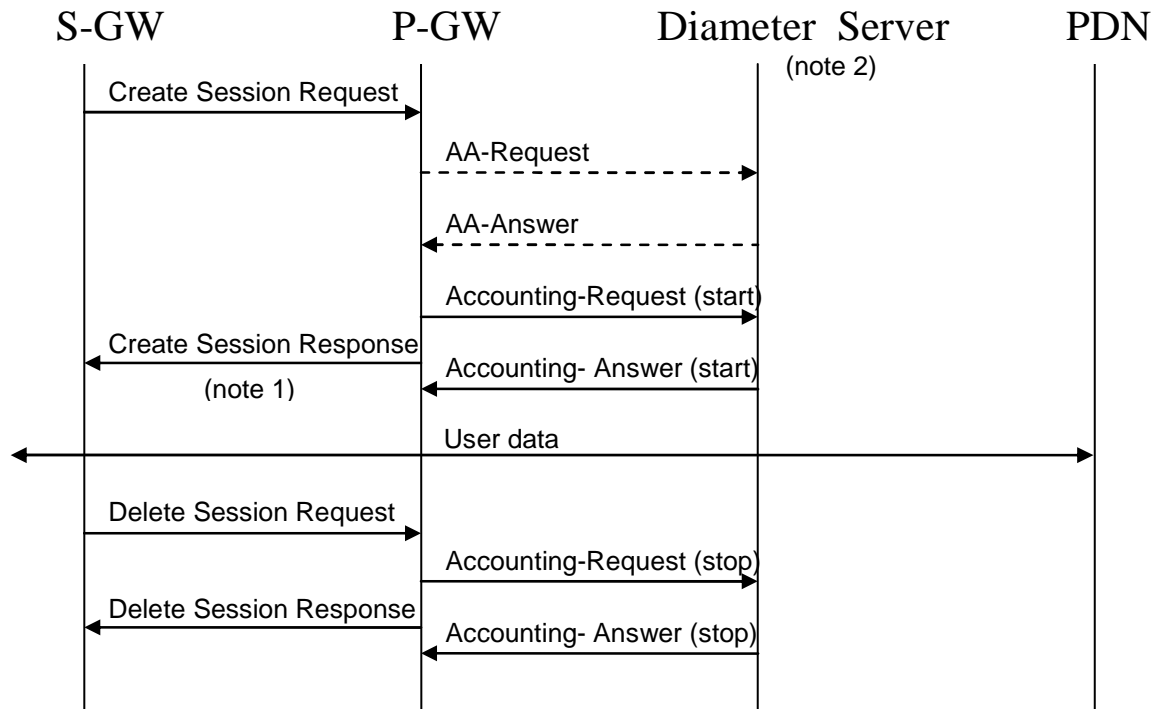 S-GW P-GW Diameter Server PDN
(note 2)
Create Session Request
AA-Request
AA-Answer
Accounting-Request (start)
Create Session Response
Accounting- Answer (start)
(note 1)
User data
Delete Session Request
Accounting-Request (stop)
Delete Session Response
Accounting- Answer (stop)